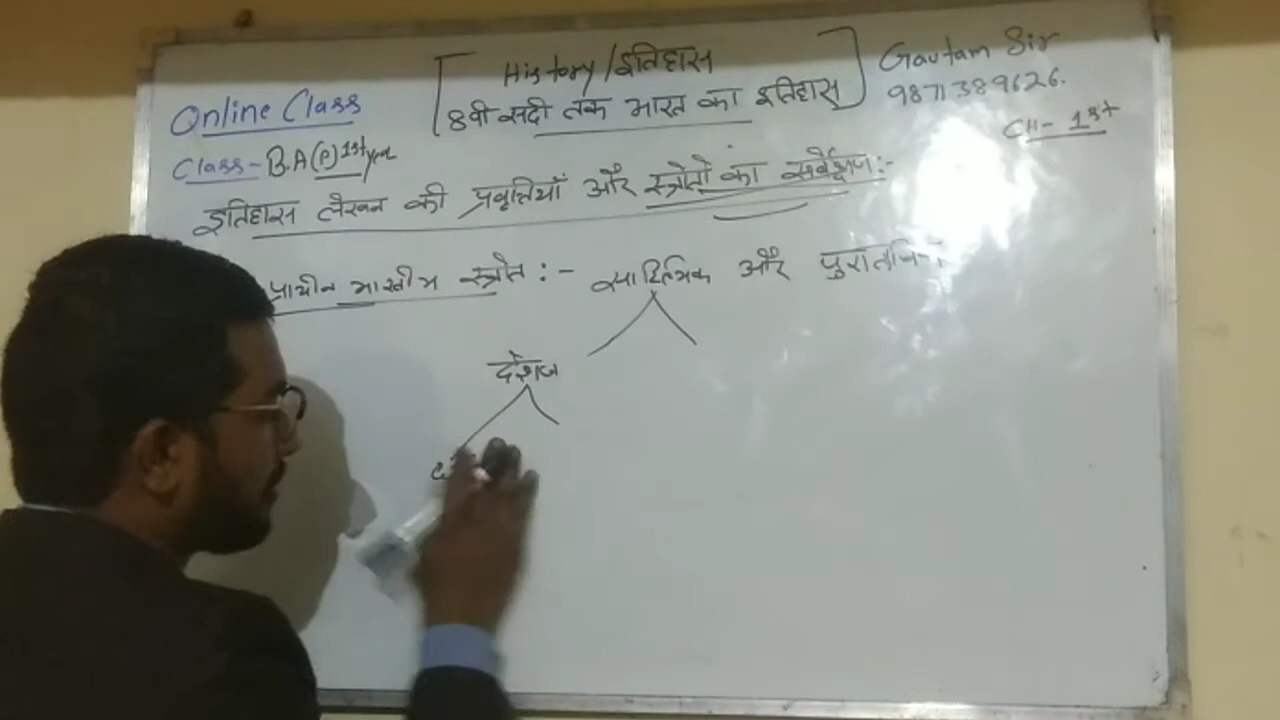 History/इतिहास
8वी सदी तक भारत का इतिहास
Gautam Sir
9871389626.
Online Class
Class-B.A(P)1st year
CH- 1st
इतिहास लेखन की प्रवृत्तियाँ और स्त्रोतों का सर्वेक्षण:-
प्राचीन भारतीय स्त्रोत:- साहित्यिक और
देशज